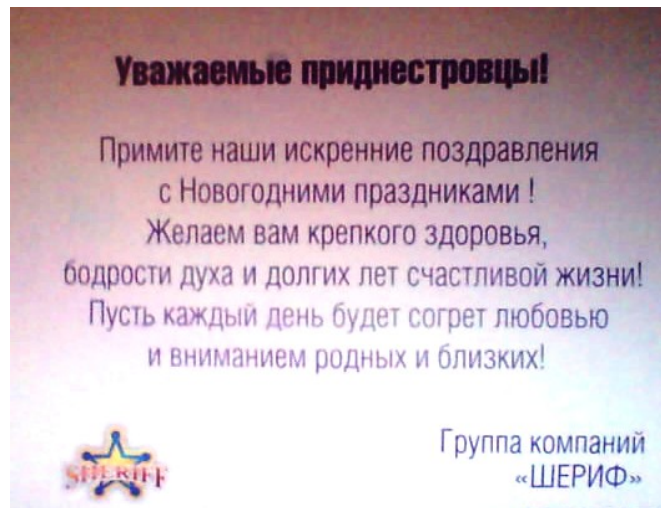 Уважаемые приднестровцы!
Примите наши искренние поздравления
с Новогодними праздниками !
Желаем вам крепкого здоровья,
бодрости духа и долгих лет счастливой жизни!
Пусть каждый день будет согрет любовью
и вниманием родных и близких!
SHERIFF
Группа компаний
«ШЕРИФ»